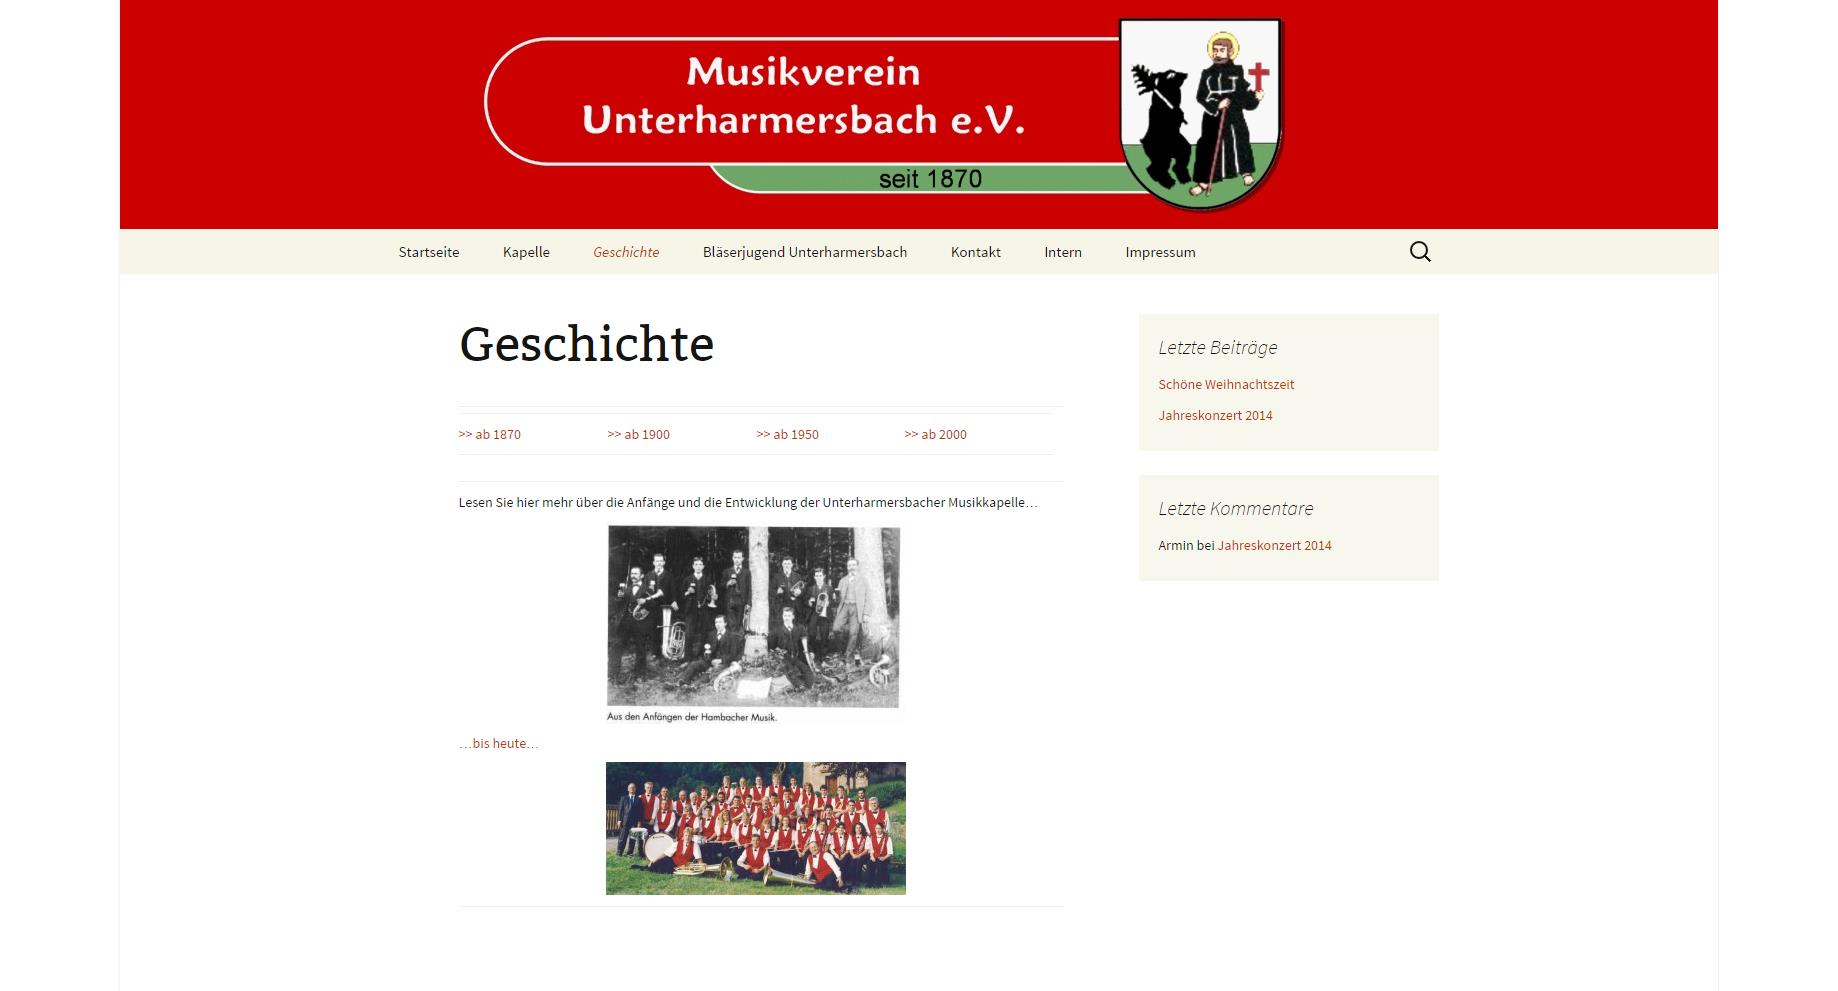 Musikverein
Unterharmersbach e.V.
seit 1870
Startseite Kapelle Geschichte Bläserjugend Unterharmersbach Kontakt Intern Impressum
Geschichte
>> ab 1870 >> ab 1900 >> ab 1950 >> ab 2000
Lesen Sie hier mehr über die Anfänge und die Entwicklung der Unterharmersbacher Musikkapelle…
Aus den Anfängen der Hambacher Musik.
…bis heute…
Letzte Beiträge
Schöne Weihnachtszeit
Jahreskonzert 2014
Letzte Kommentare
Armin bei Jahreskonzert 2014